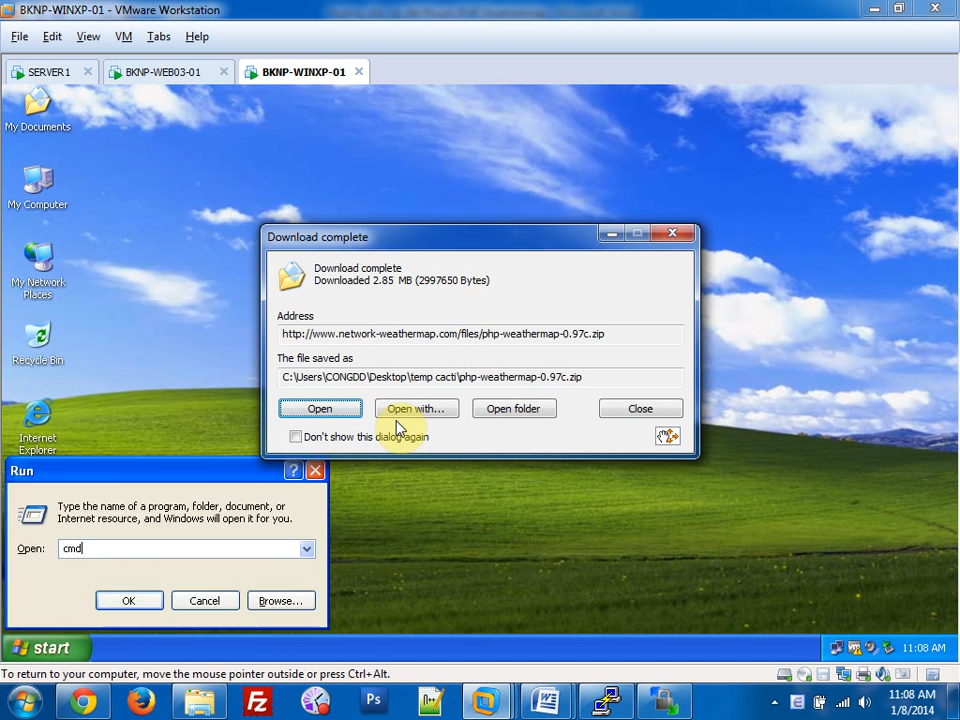 BKNP-WINXP-01 - VMware Workstation
File Edit View VM Tabs Help
SERVER1 BKNP-WEB03-01 BKNP-WINXP-01
My Documents
My Computer
My Network
Places
Recycle Bin
Internet
Explorer
Download complete
Download complete
Downloaded 2.85 MB (2997650 Bytes)
Address
http://www.network-weathermap.com/files/php-weathermap-0.97c.zip
The file saved as
C:\Users\CONGDD\Desktop\temp cacti\php-weathermap-0.97c.zip
Open Open with... Open folder Close
Don't show this dialog again
Run
Type the name of a program, folder, document, or
Internet resource, and Windows will open it for you.
Open: cmd
OK Cancel Browse...
start 11:08 AM
To return to your computer, move the mouse pointer outside or press Ctrl+Alt.
Ps W E 11:08 AM
1/8/2014